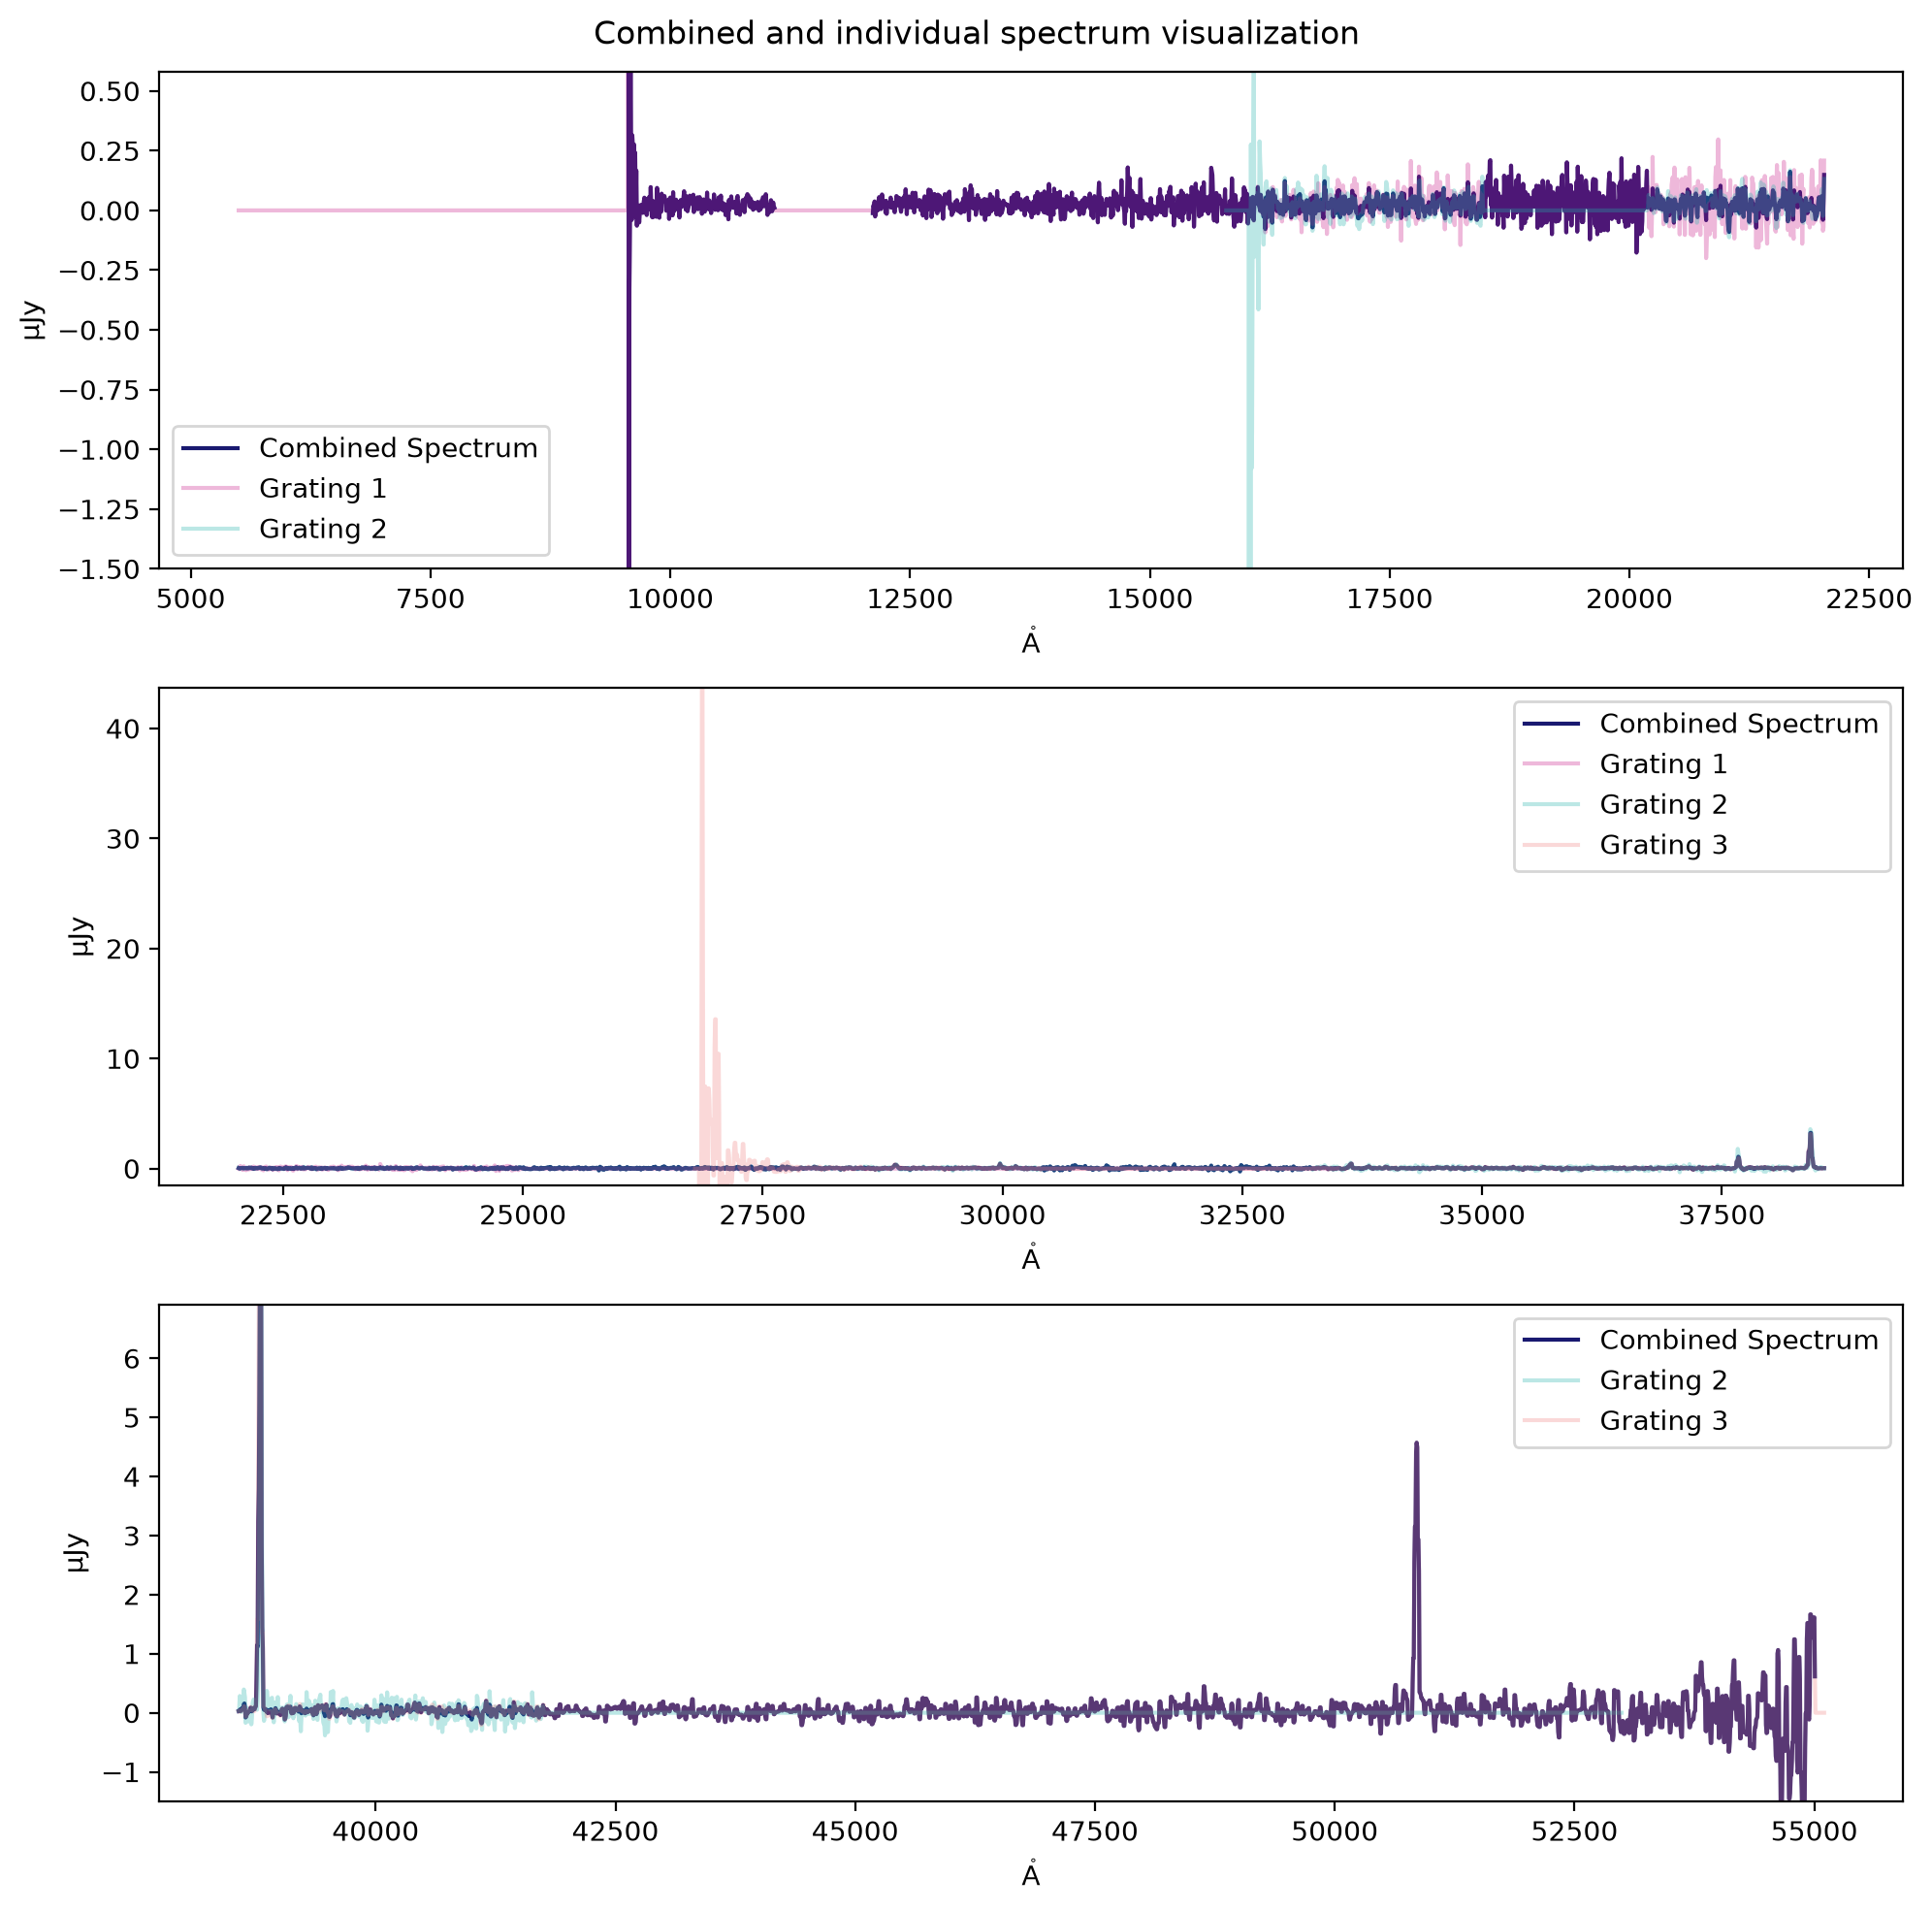 Combined and individual spectrum visualization
0.50
0.25
0.00
−0.25
−0.50
−0.75
−1.00
−1.25
−1.50
µJy
Combined Spectrum
Grating 1
Grating 2
5000 7500 10000 12500 15000 17500 20000 22500
Å
40
30
20
10
0
µJy
Combined Spectrum
Grating 1
Grating 2
Grating 3
22500 25000 27500 30000 32500 35000 37500
Å
6
5
4
3
2
1
0
−1
µJy
Combined Spectrum
Grating 2
Grating 3
40000 42500 45000 47500 50000 52500 55000
Å